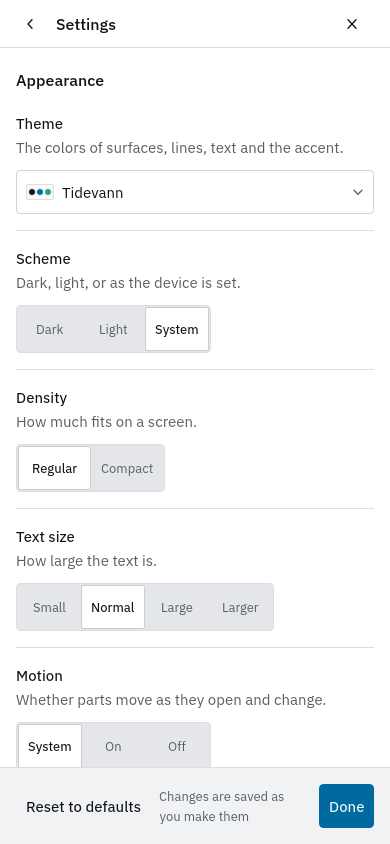 Settings
Appearance
Theme
The colors of surfaces, lines, text and the accent.
Tidevann
Scheme
Dark, light, or as the device is set.
Dark Light System
Density
How much fits on a screen.
Regular Compact
Text size
How large the text is.
Small Normal Large Larger
Motion
Whether parts move as they open and change.
System On Off
Reset to defaults
Changes are saved as
you make them
Done